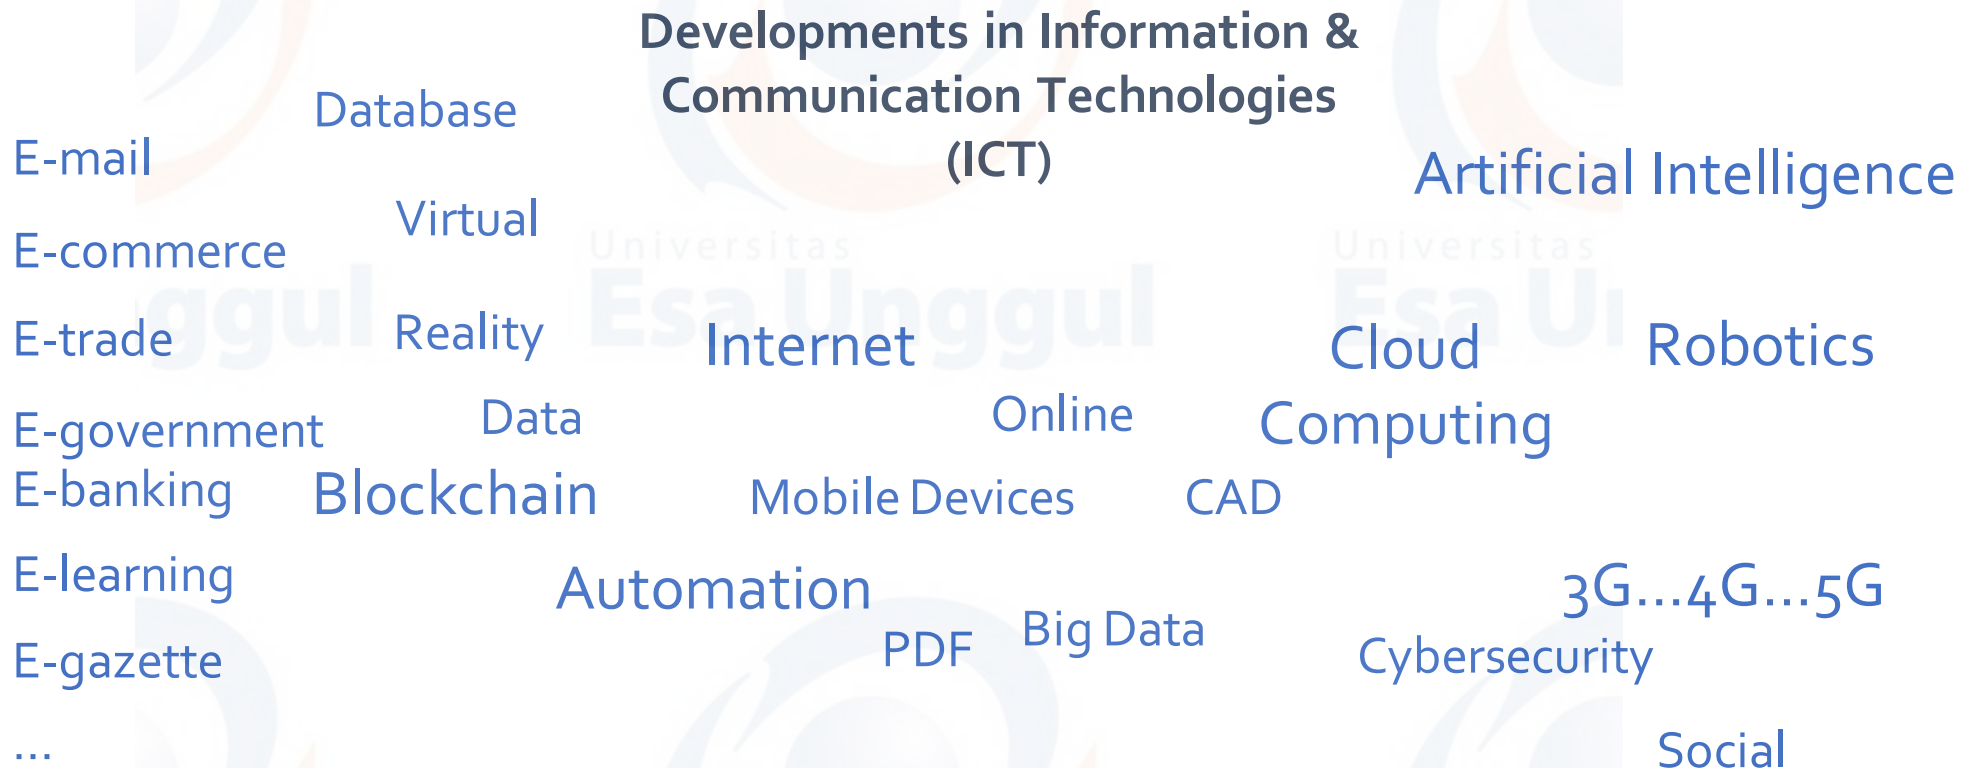 Developments in Information &
Communication Technologies
(ICT)
Database
E-mail
Artificial Intelligence
Virtual
E-commerce
Universitas
Esa Unggul
Universitas
Esa U
ggul
E-trade
Reality
Internet
Cloud
Robotics
E-government
Data
Online
Computing
E-banking
Blockchain
Mobile Devices
CAD
E-learning
Automation
3G...4G...5G
PDF
Big Data
E-gazette
Cybersecurity
...
Social